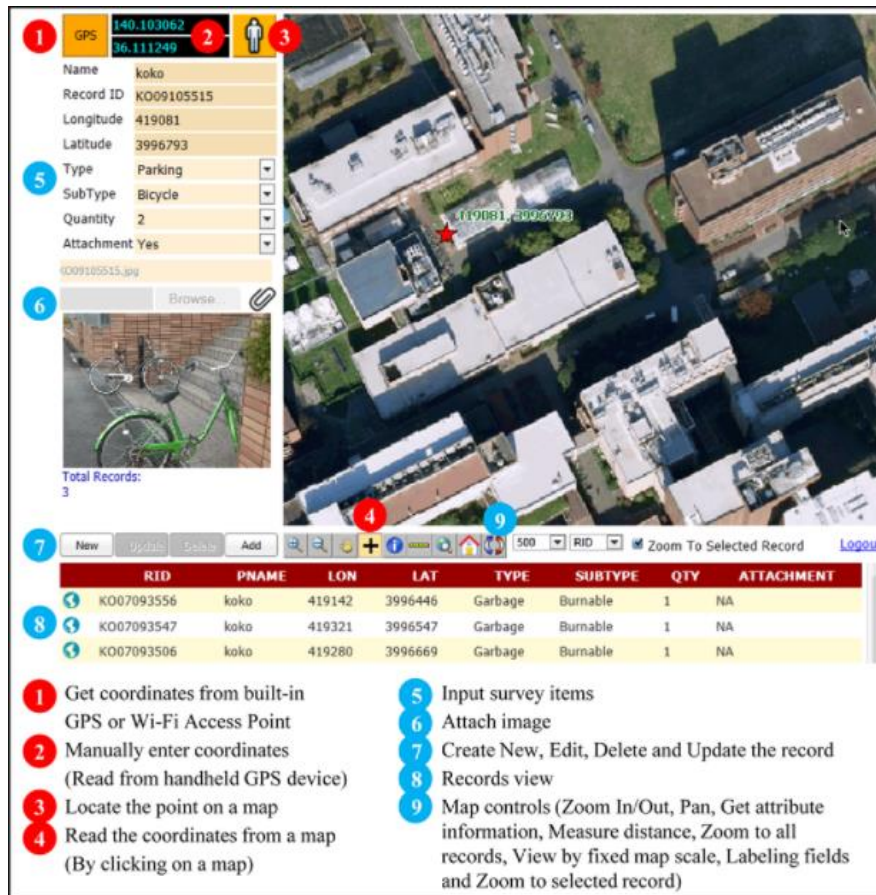 1
GPS
140.103062
36.111249
2
3
Name koko
Record ID KO09105515
Longitude 419081
Latitude 3996793
5
Type Parking
SubType Bicycle
Quantity 2
Attachment Yes
KO09105515.jpg
6
Browse...
419081, 3996793
Total Records:
3
4
9
7
New Update Delete Add 500 RID Zoom To Selected Record Logou
RID PNAME LON LAT TYPE SUBTYPE QTY ATTACHMENT
8
KO07093556 koko 419142 3996446 Garbage Burnable 1 NA
KO07093547 koko 419321 3996547 Garbage Burnable 1 NA
KO07093506 koko 419280 3996669 Garbage Burnable 1 NA
1 Get coordinates from built-in
GPS or Wi-Fi Access Point
2 Manually enter coordinates
(Read from handheld GPS device)
3 Locate the point on a map
4 Read the coordinates from a map
(By clicking on a map)
5 Input survey items
6 Attach image
7 Create New, Edit, Delete and Update the record
8 Records view
9 Map controls (Zoom In/Out, Pan, Get attribute
information, Measure distance, Zoom to all
records, View by fixed map scale, Labeling fields
and Zoom to selected record)